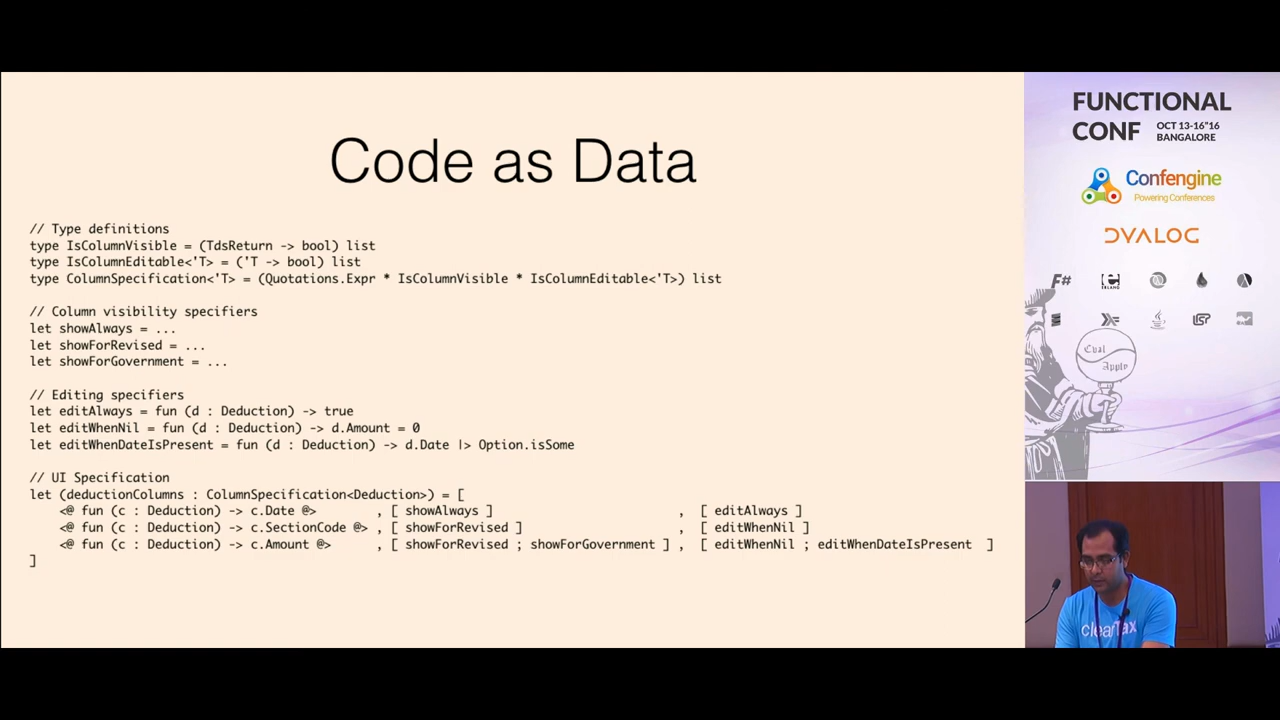 Code as Data
// Type definitions
type IsColumnVisible = (TdsReturn -> bool) list
type IsColumnEditable<'T> = ('T -> bool) list
type ColumnSpecification<'T> = (Quotations.Expr * IsColumnVisible * IsColumnEditable<'T>) list
// Column visibility specifiers
let showAlways = ...
let showForRevised = ...
let showForGovernment = ...
// Editing specifiers
let editAlways = fun (d : Deduction) -> true
let editWhenNil = fun (d : Deduction) -> d.Amount = 0
let editWhenDateIsPresent = fun (d : Deduction) -> d.Date |> Option.isSome
// UI Specification
let (deductionColumns : ColumnSpecification<Deduction>) = [
<@ fun (c : Deduction) -> c.Date @> , [ showAlways ] , [ editAlways ]
<@ fun (c : Deduction) -> c.SectionCode @> , [ showForRevised ] , [ editWhenNil ]
<@ fun (c : Deduction) -> c.Amount @> , [ showForRevised ; showForGovernment ] , [ editWhenNil ; editWhenDateIsPresent ]
]
FUNCTIONAL
CONF
OCT 13-16"16
BANGALORE
Confengine
Powering Conferences
DYALOG
F#
ERLANG
LISP
Eval
Apply
clearTax